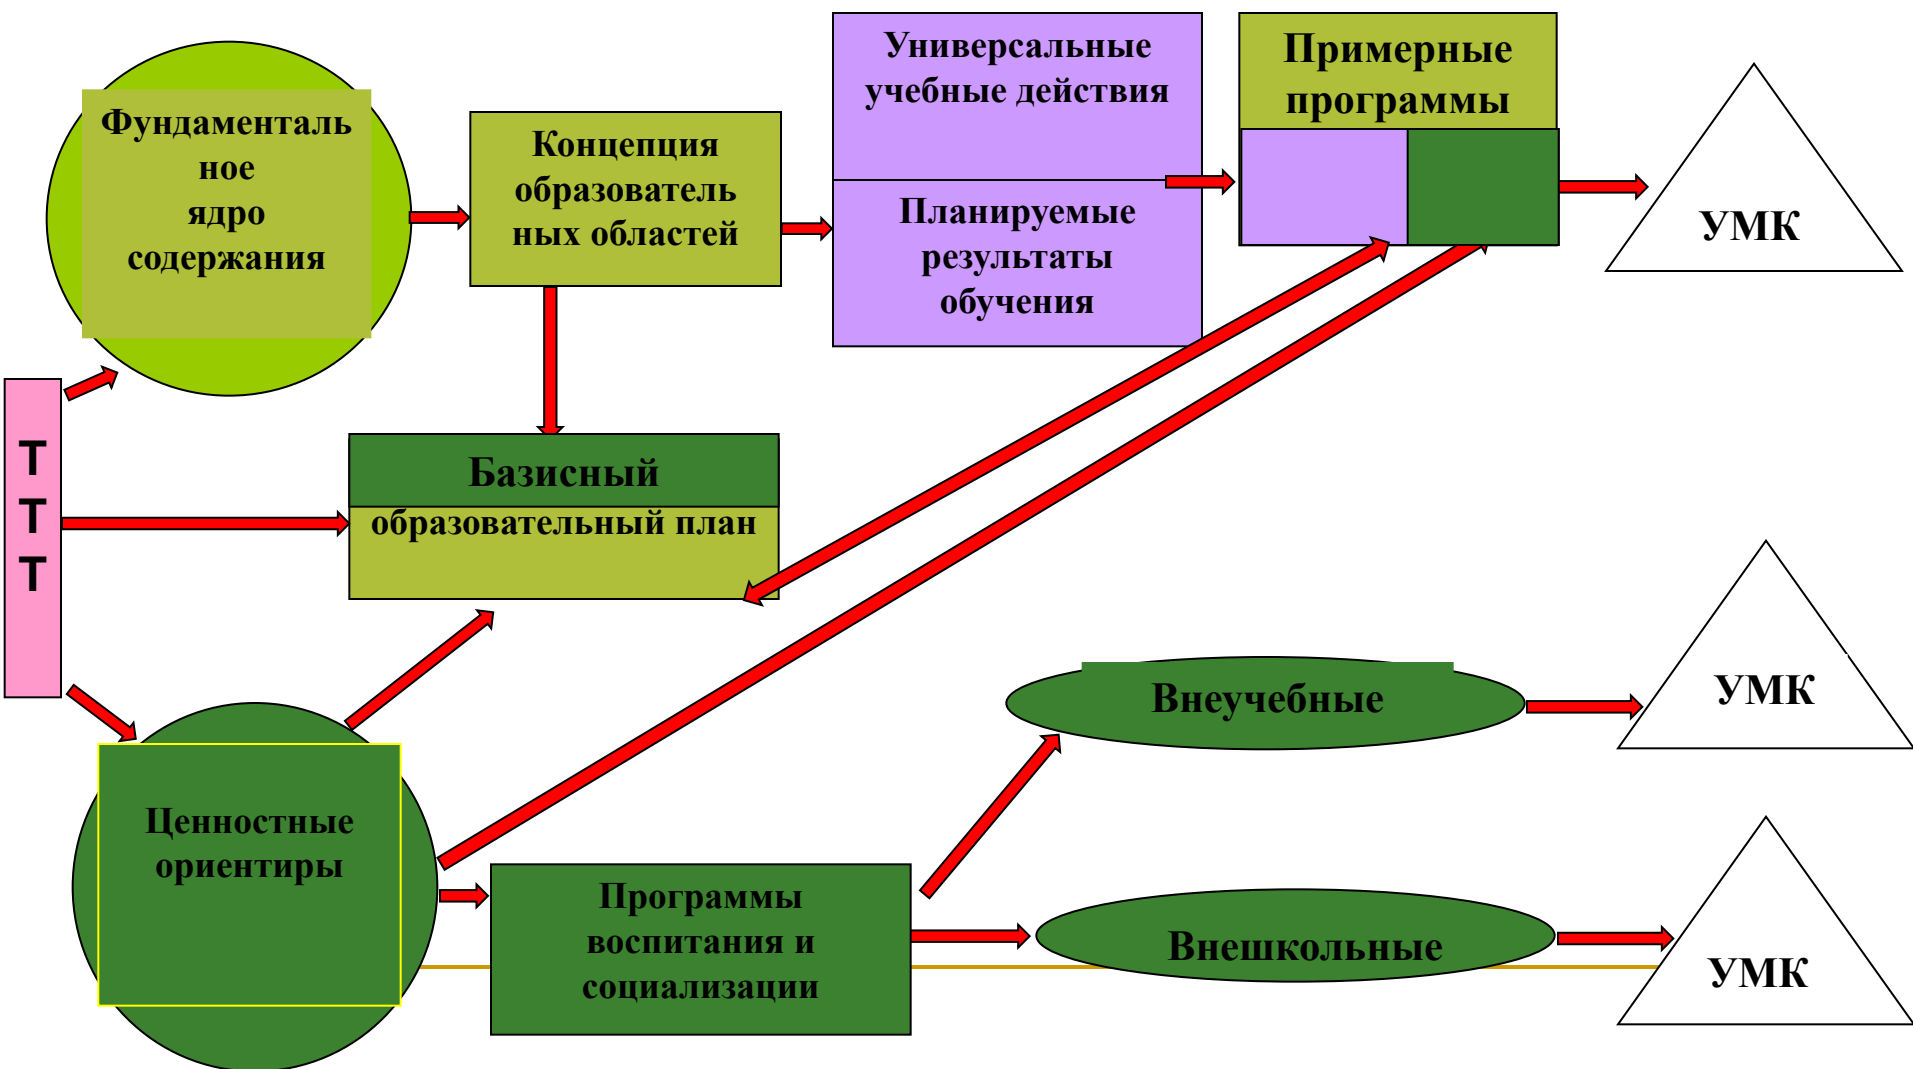 Фундаменталь
ное
ядро
содержания
Концепция
образователь
ных областей
Универсальные
учебные действия
Планируемые
результаты
обучения
Примерные
программы
УМК
Т
Т
Т
Базисный
образовательный план
Ценностные
ориентиры
Программы
воспитания и
социализации
Внеучебные
УМК
Внешкольные
УМК